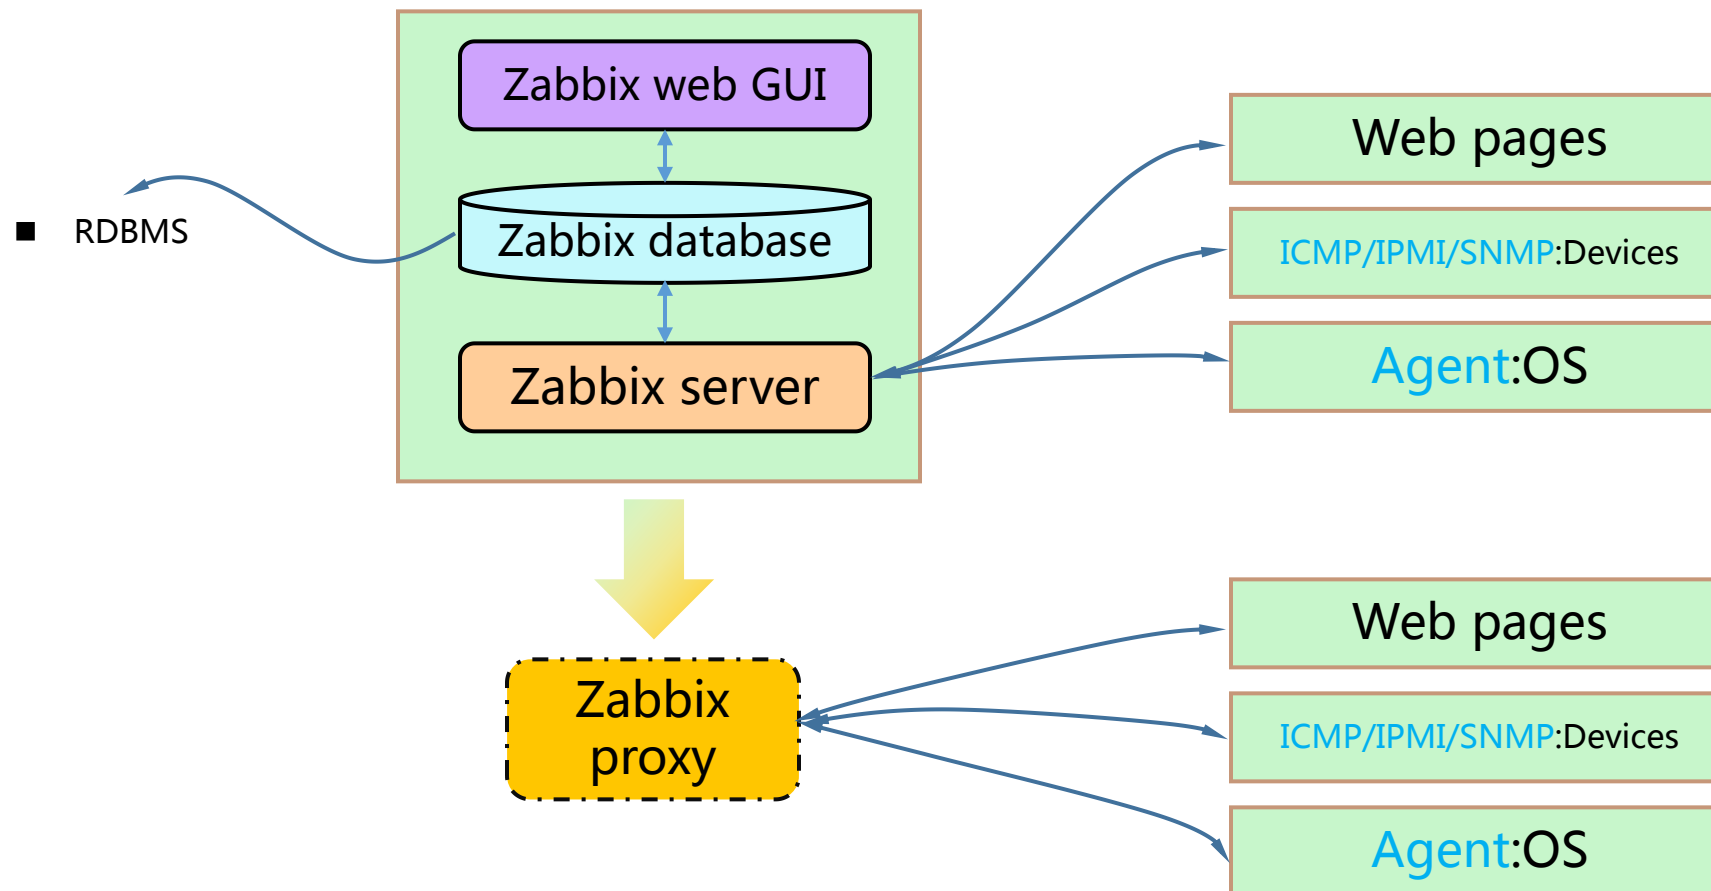 Zabbix web GUI
Zabbix database
Zabbix server
■ RDBMS
Web pages
ICMP/IPMI/SNMP:Devices
Agent:OS
Zabbix
proxy
Web pages
ICMP/IPMI/SNMP:Devices
Agent:OS